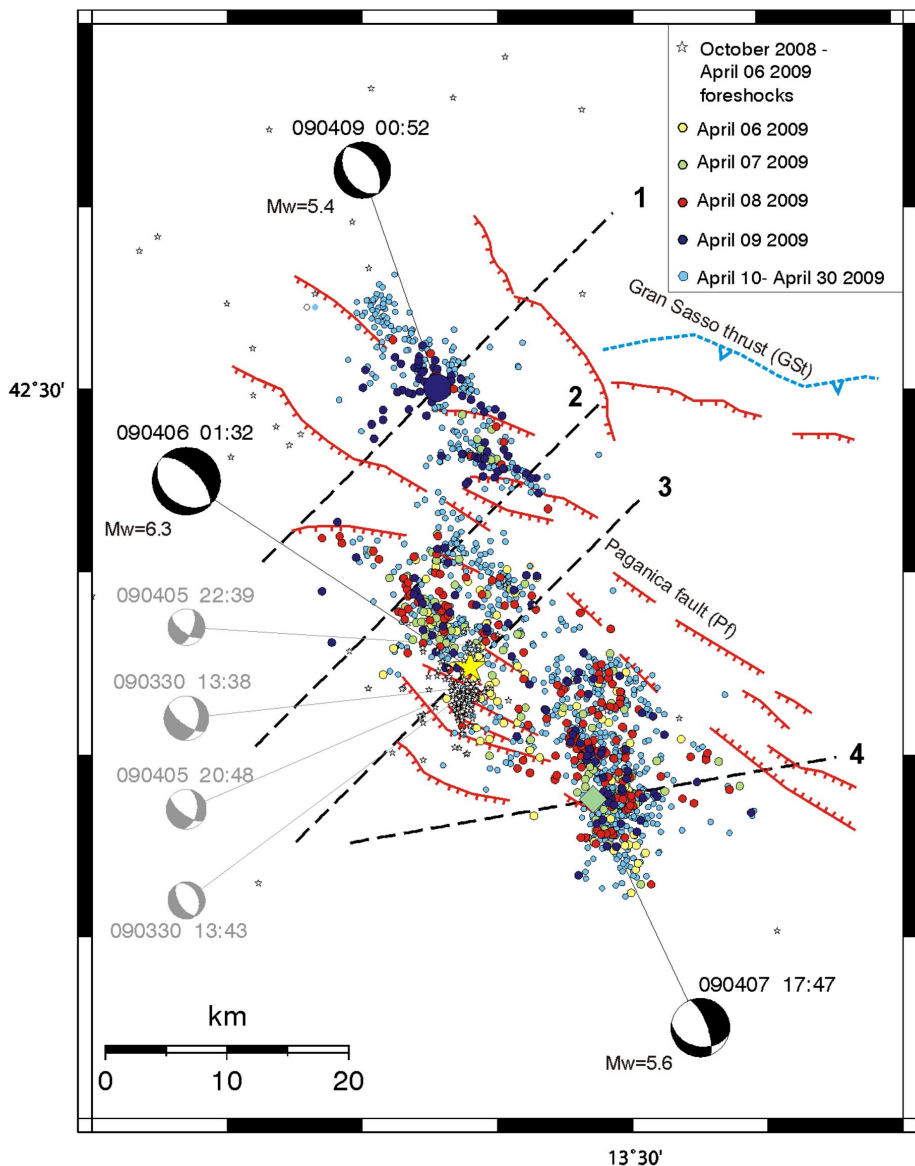 October 2008 -
April 06 2009
foreshocks
April 06 2009
April 07 2009
April 08 2009
April 09 2009
April 10- April 30 2009
090409 00:52
Mw=5.4
1
Gran Sasso thrust (GSt)
42°30'
2
090406 01:32
3
Mw=6.3
Paganica fault (Pf)
090405 22:39
090330 13:38
4
090405 20:48
090330 13:43
090407 17:47
km
Mw=5.6
0 10 20
13°30'